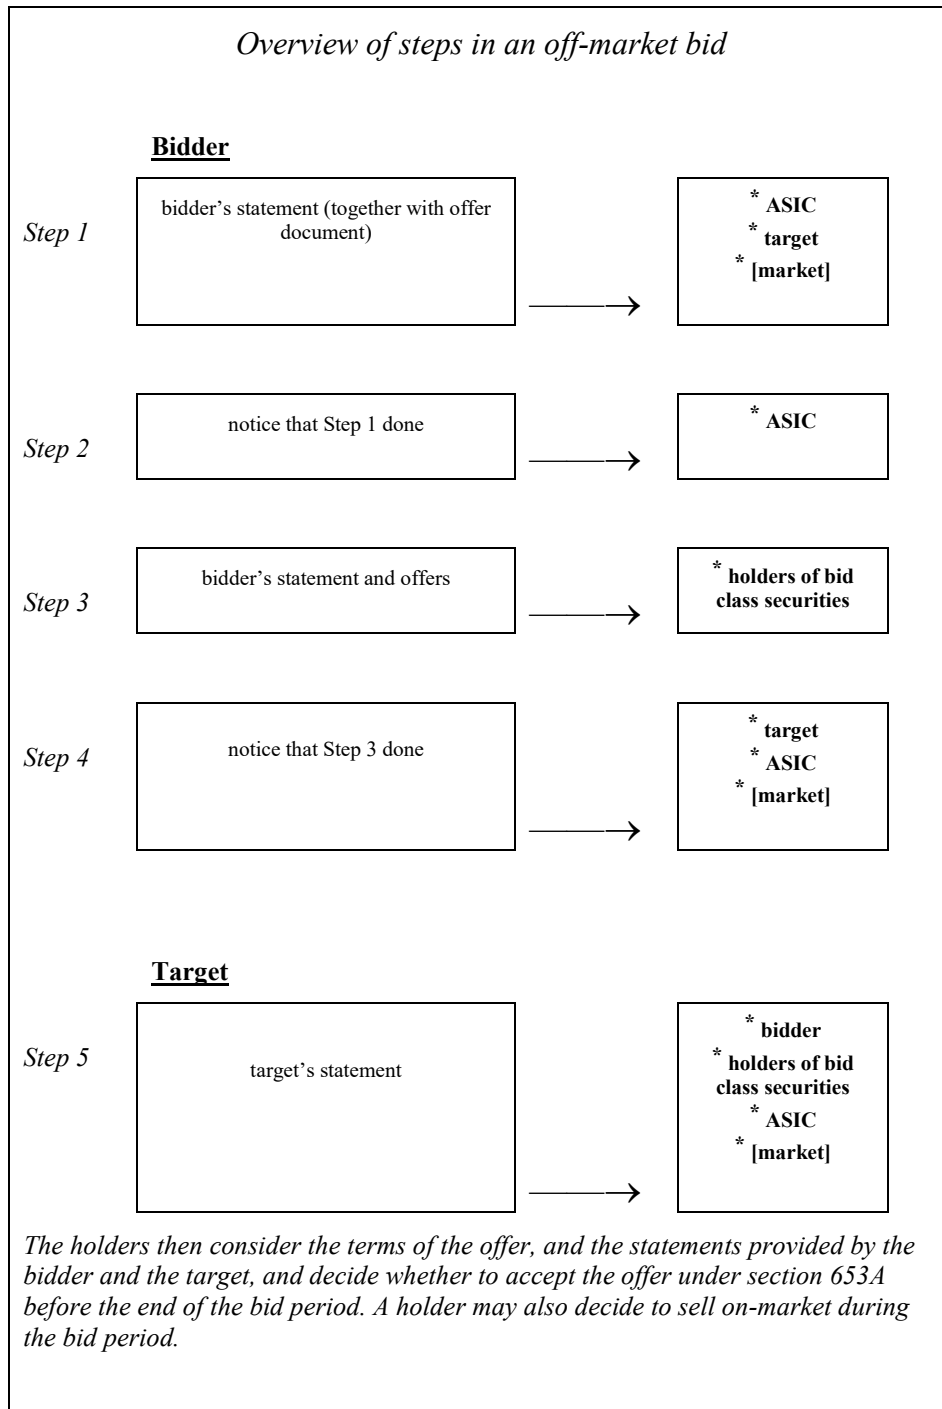 Overview of steps in an off-market bid
Bidder
Step 1
bidder’s statement (together with offer
document)
* ASIC
* target
* [market]
Step 2
notice that Step 1 done
* ASIC
Step 3
bidder’s statement and offers
* holders of bid
class securities
Step 4
notice that Step 3 done
* target
* ASIC
* [market]
Target
Step 5
target’s statement
* bidder
* holders of bid
class securities
* ASIC
* [market]
The holders then consider the terms of the offer, and the statements provided by the
bidder and the target, and decide whether to accept the offer under section 653A
before the end of the bid period. A holder may also decide to sell on-market during
the bid period.